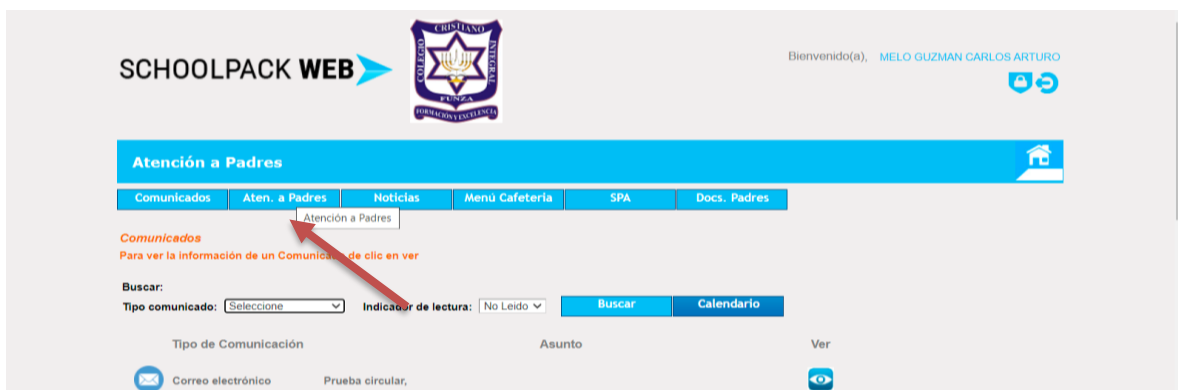 CRISTIANO
COLEGIO
INTEGRAL
FUNZA
FORMACIÓN Y EXCELENCIA
SCHOOLPACK WEB
Bienvenido(a), MELO GUZMAN CARLOS ARTURO
Atención a Padres
Comunicados Aten. a Padres Noticias Menú Cafeteria SPA Docs. Padres
Atención a Padres
Comunicados
Para ver la información de un Comunicado de clic en ver
Buscar:
Tipo comunicado: Seleccione Indicador de lectura: No Leido Buscar Calendario
Tipo de Comunicación Asunto Ver
Correo electrónico Prueba circular,